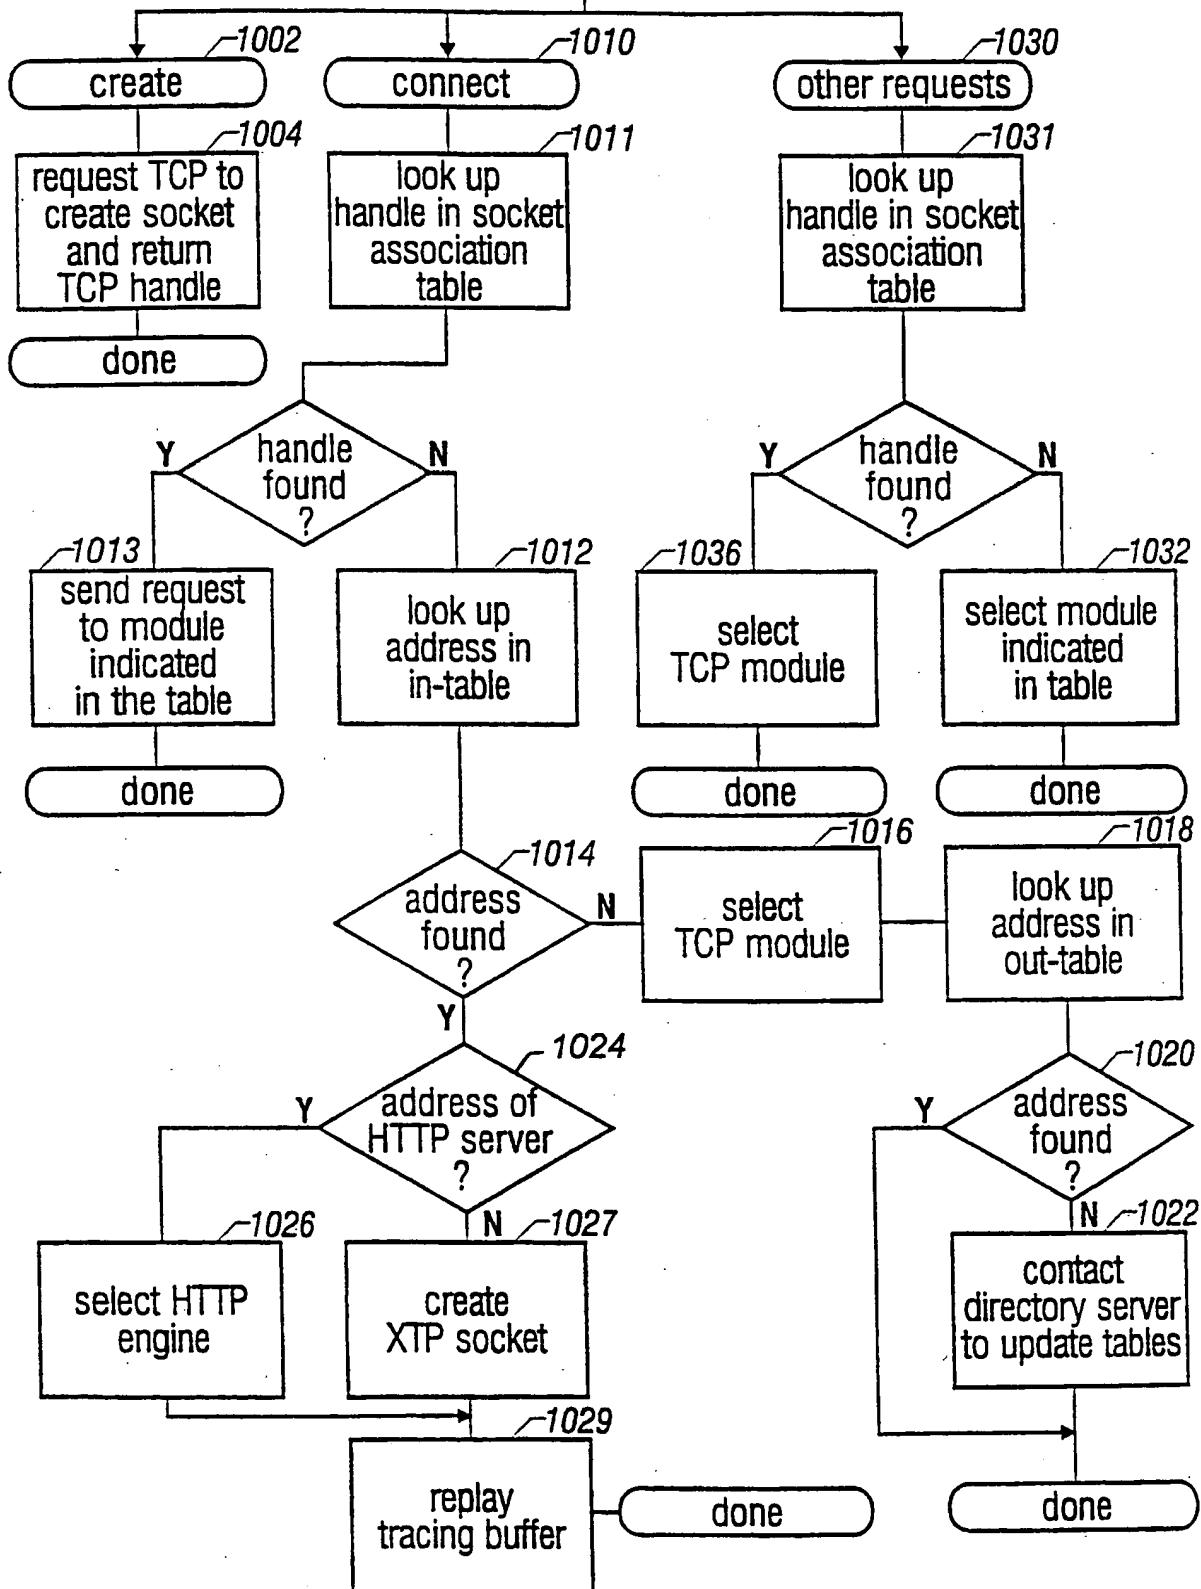 1002
create
1010
connect
1030
other requests
1004
request TCP to
create socket
and return
TCP handle
done
1011
look up
handle in socket
association
table
1031
look up
handle in socket
association
table
Y
handle
found
?
N
Y
handle
found
?
N
1013
send request
to module
indicated
in the table
done
1012
look up
address in
in-table
1036
select
TCP module
done
1032
select module
indicated
in table
done
1014
address
found
?
N
Y
1016
select
TCP module
1018
look up
address in
out-table
1024
address of
HTTP server
?
Y
N
1020
address
found
?
Y
N
1026
select HTTP
engine
1027
create
XTP socket
1022
contact
directory server
to update tables
1029
replay
tracing buffer
done
done